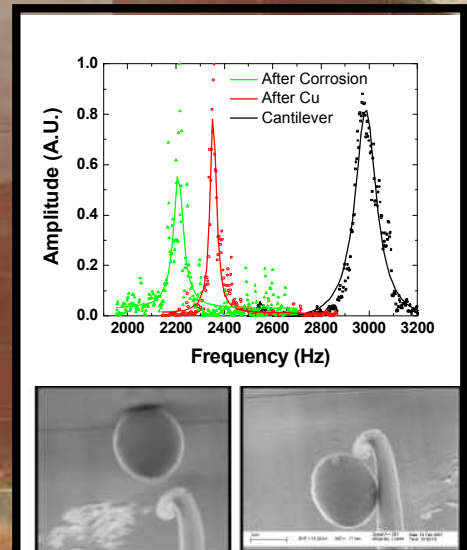 1.0
0.8
0.6
0.4
0.2
0.0
Amplitude (A.U.)
After Corrosion
After Cu
Cantilever
2000 2200 2400 2600 2800 3000 3200
Frequency (Hz)